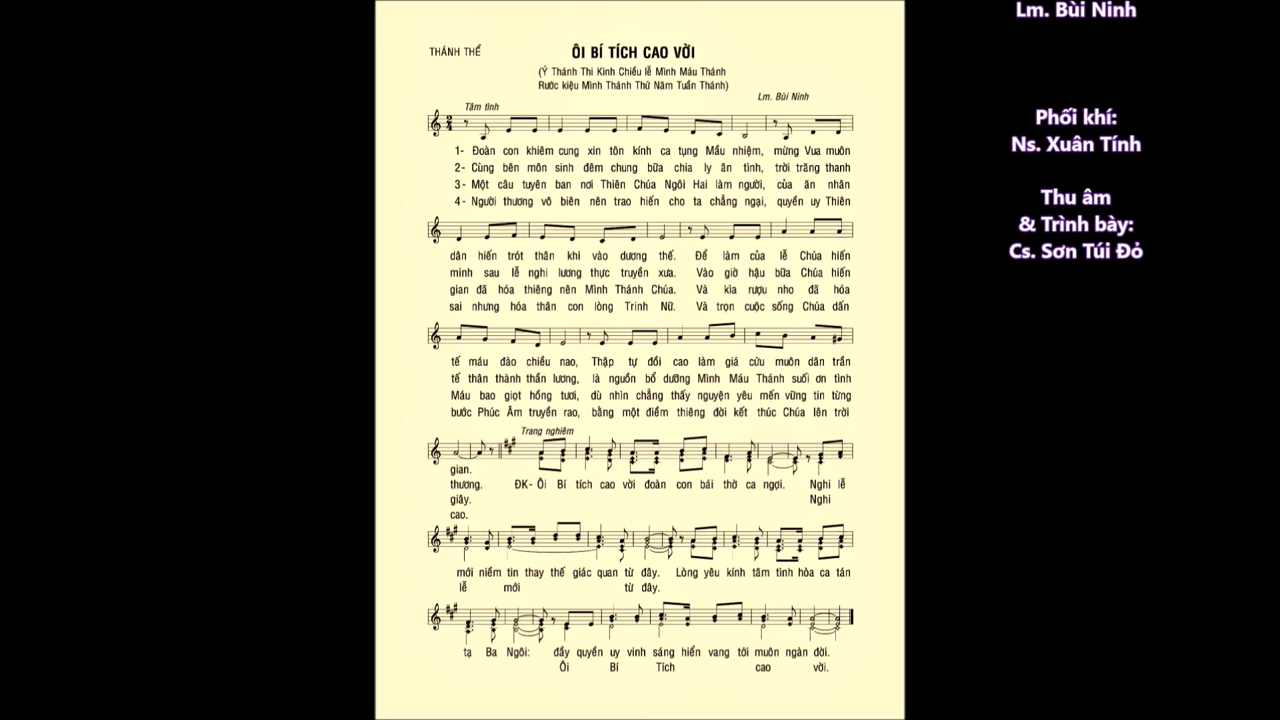 THÁNH THỂ
ÔI BÍ TÍCH CAO VỜI
(Ý Thánh Thi Kinh Chiều lễ Mình Máu Thánh
Rước kiệu Mình Thánh Thứ Năm Tuần Thánh)
Lm. Bùi Ninh
Tâm tình
1- Đoàn con khiêm cung xin tôn kính ca tụng Mầu nhiệm, mừng Vua muôn
2- Cùng bên môn sinh đêm chung bữa chia ly ân tình, trời trăng thanh
3- Một câu tuyên ban nơi Thiên Chúa Ngôi Hai làm người, của ăn nhân
4- Người thương vô biên nên trao hiến cho ta chẳng ngại, quyền uy Thiên
dân hiến trót thân khi vào dương thế. Để làm của lễ Chúa hiến
minh sau lễ nghi lương thực truyền xưa. Vào giờ hậu bữa Chúa hiến
gian đã hóa thiêng nên Mình Thánh Chúa. Và kìa rượu nho đã hóa
sai nhưng hóa thân con lòng Trinh Nữ. Và trọn cuộc sống Chúa dấn
tế máu đào chiều nao, Thập tự đồi cao làm giá cứu muôn dân trần
tế thân thành thần lương, là nguồn bổ dưỡng Mình Máu Thánh suối ơn tình
Máu bao giọt hồng tươi, dù nhìn chẳng thấy nguyện yêu mến vững tin từng
bước Phúc Âm truyền rao, bằng một điềm thiêng đời kết thúc Chúa lên trời
Trang nghiêm
gian.
thương. ĐK- Ôi Bí tích cao vời đoàn con bái thờ ca ngợi. Nghi lễ
giây. Nghi
cao.
mới niềm tin thay thế giác quan từ đây. Lòng yêu kính tâm tình hòa ca tán
lễ mới từ đây.
tạ Ba Ngôi: đầy quyền uy vinh sáng hiển vang tới muôn ngàn đời.
Ôi Bí Tích cao vời.
Lm. Bùi Ninh
Phối khí:
Ns. Xuân Tính
Thu âm
& Trình bày:
Cs. Sơn Túi Đỏ